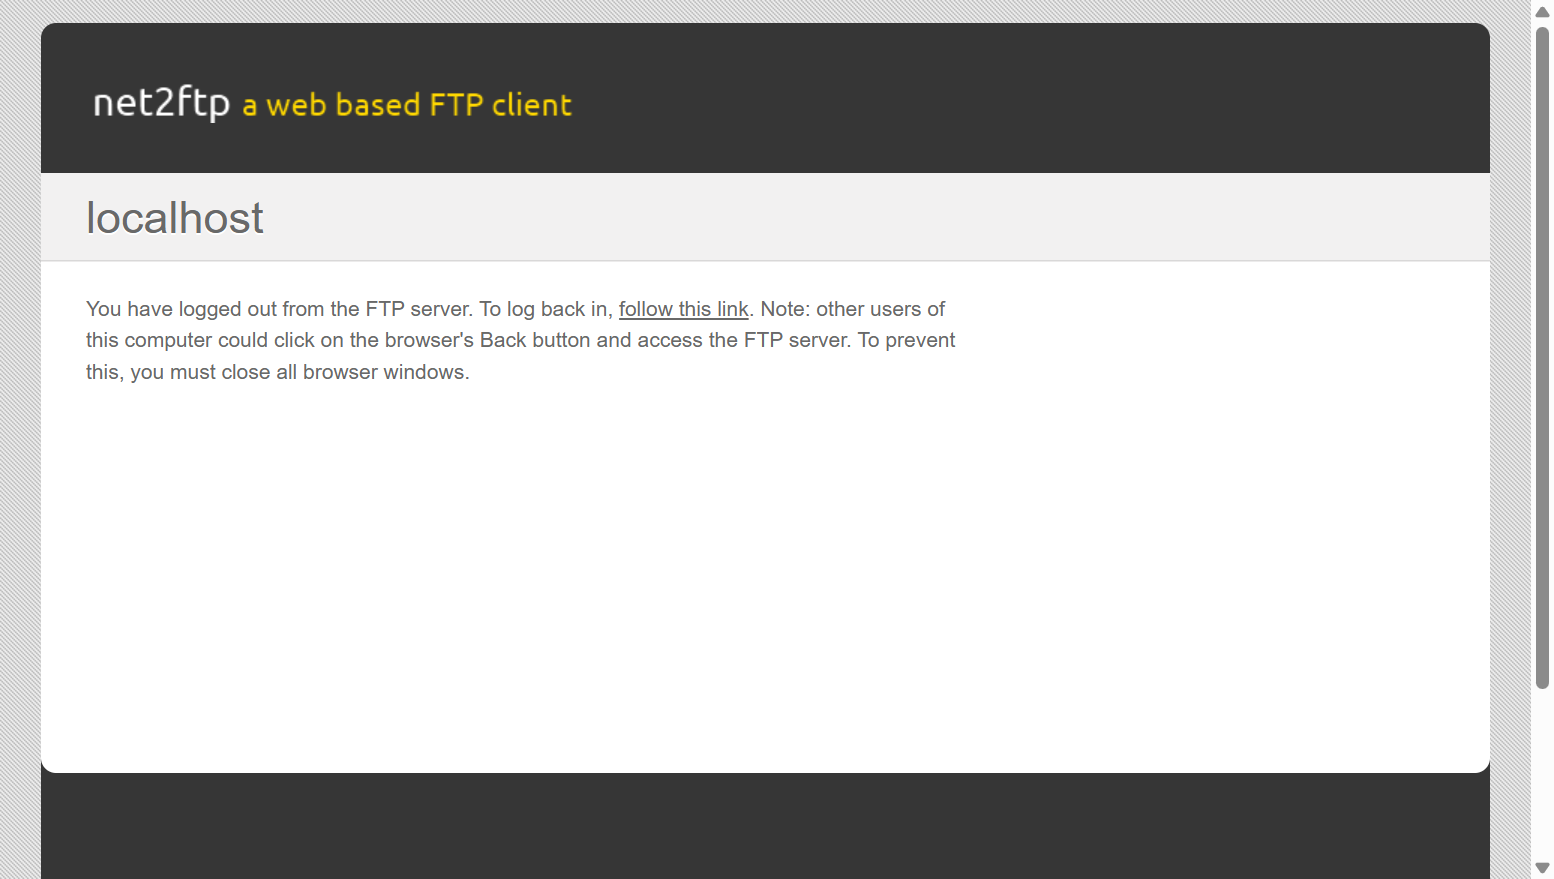 net2ftp a web based FTP client
localhost
You have logged out from the FTP server. To log back in, follow this link. Note: other users of
this computer could click on the browser's Back button and access the FTP server. To prevent
this, you must close all browser windows.